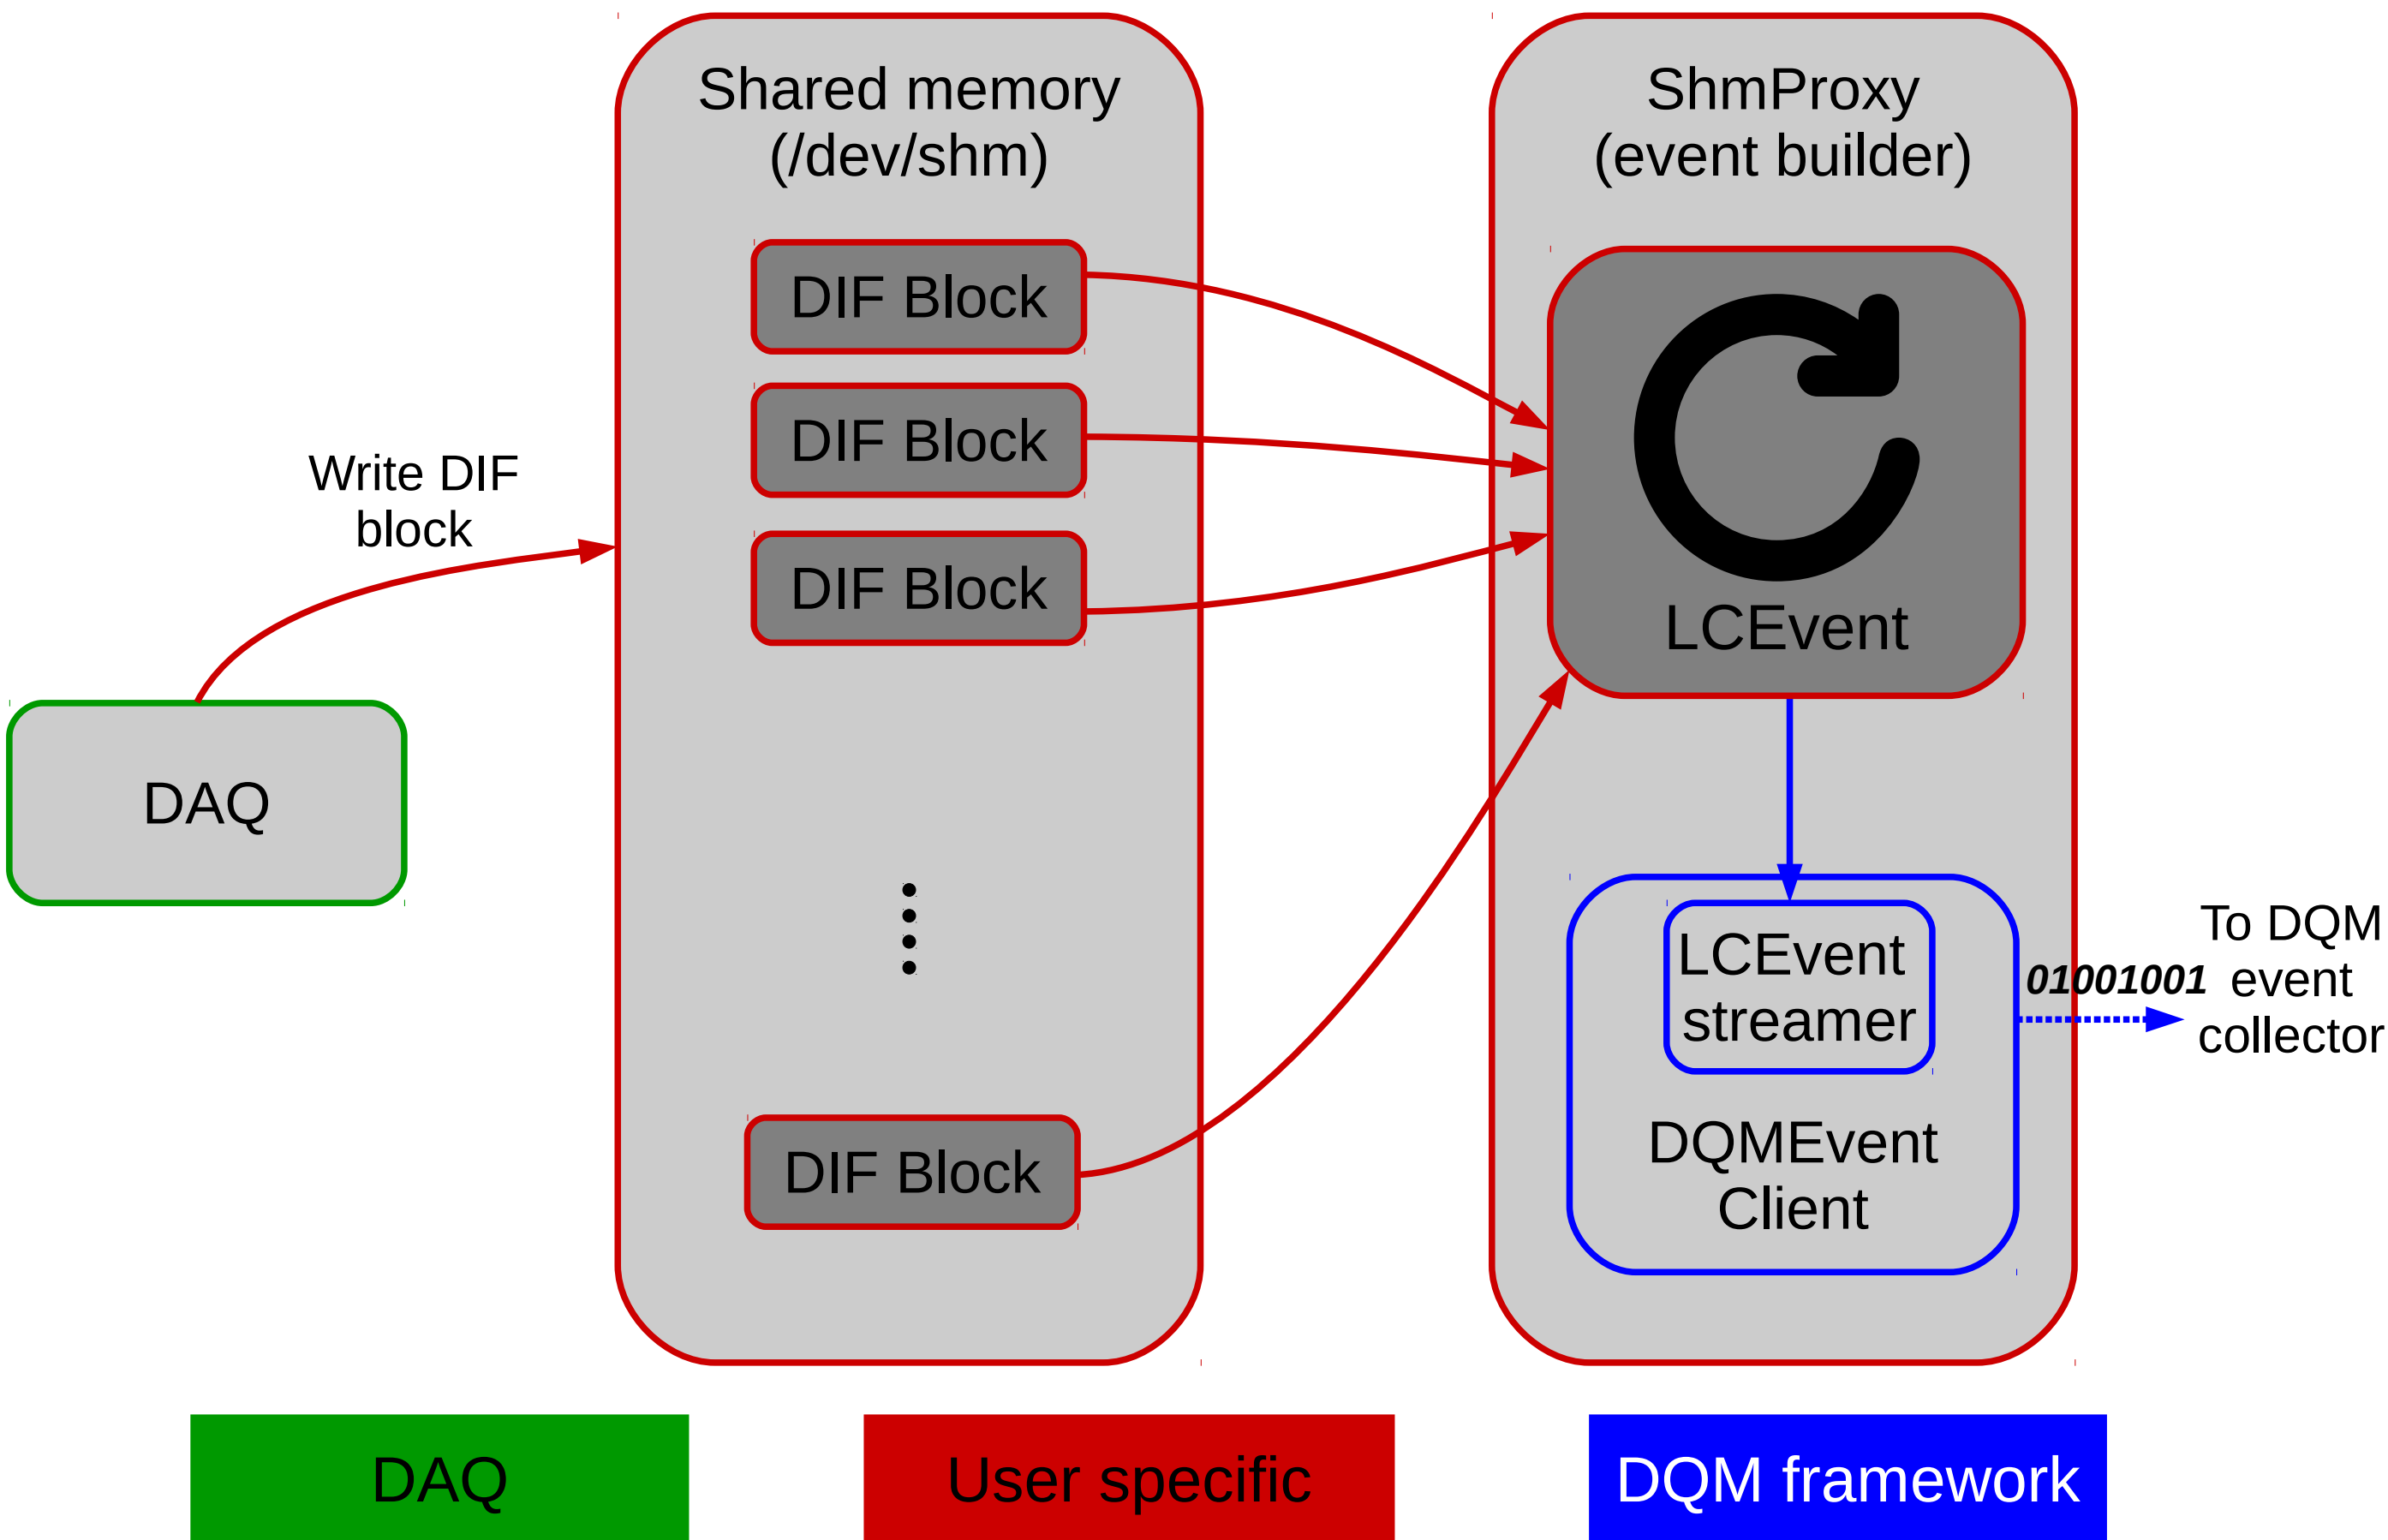 Shared memory
(/dev/shm)
DIF Block
DIF Block
DIF Block
DIF Block
Write DIF
block
DAQ
ShmProxy
(event builder)
LCEvent
LCEvent
streamer
DQMEvent
Client
01001001
To DQM
event
collector
DAQ
User specific
DQM framework